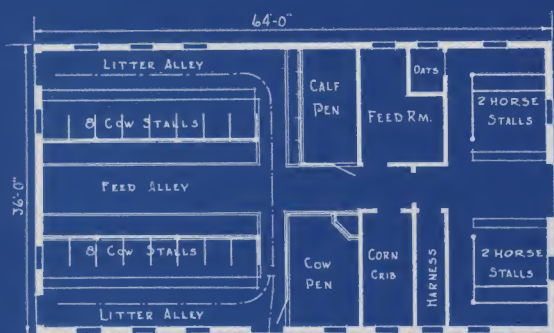 64'-0"
LITTER ALLEY
OATS
CALF
PEN
FEED RM.
2 HORSE
STALLS
8 COW STALLS
36'-0"
FEED ALLEY
8 COW STALLS
COW
PEN
CORN
CRIB
HARNESS
2 HORSE
STALLS
LITTER ALLEY